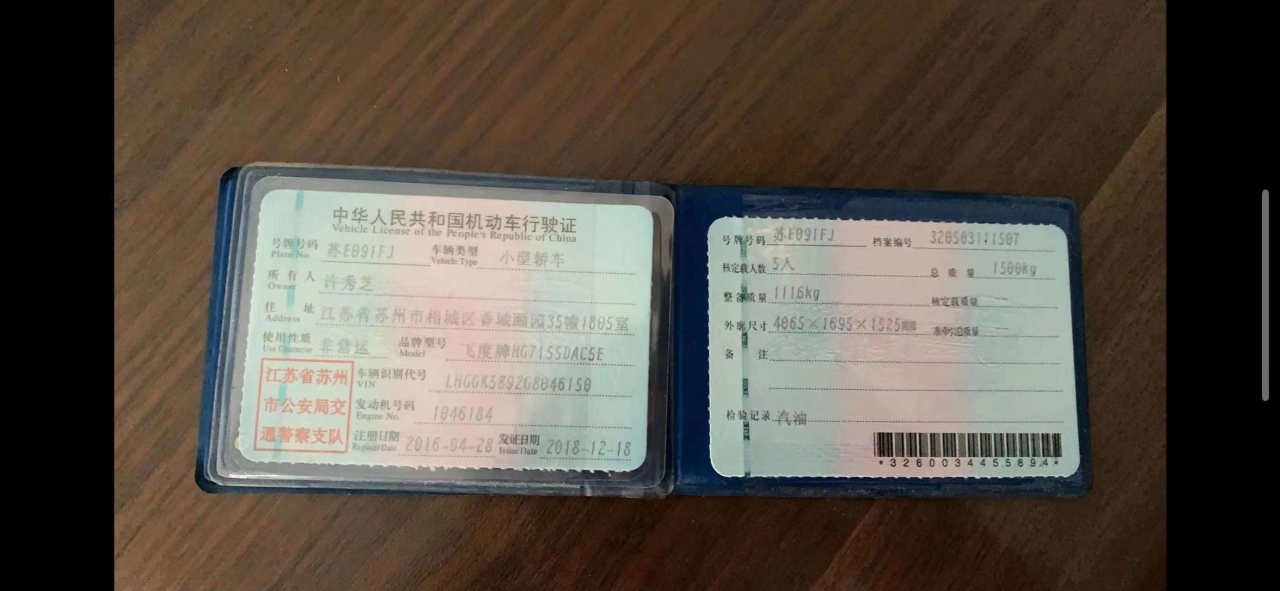 中华人民共和国机动车行驶证
Vehicle License of the People's Republic of China
号牌号码 苏E091FJ 车辆类型 小型轿车
Plate No. Vehicle Type
所有人 许秀芝
Owner
住址 江苏省苏州市相城区香城颐园35幢1805室
Address
使用性质 非营运 品牌型号 飞度牌HG7155DAC5E
Use Character Model
江苏省苏州
市公安局交
通警察支队
车辆识别代号 LHGGK5892G8046150
VIN
发动机号码 1046184
Engine No.
注册日期 2016-04-28 发证日期 2018-12-18
Register Date Issue Date
号牌号码 苏E091FJ 档案编号 320503111507
核定载人数 5人 总质量 1500kg
整备质量 1116kg 核定载质量
外廓尺寸 4065×1695×1525mm 准牵引总质量
备注
检验记录 汽油
*3260034455894*